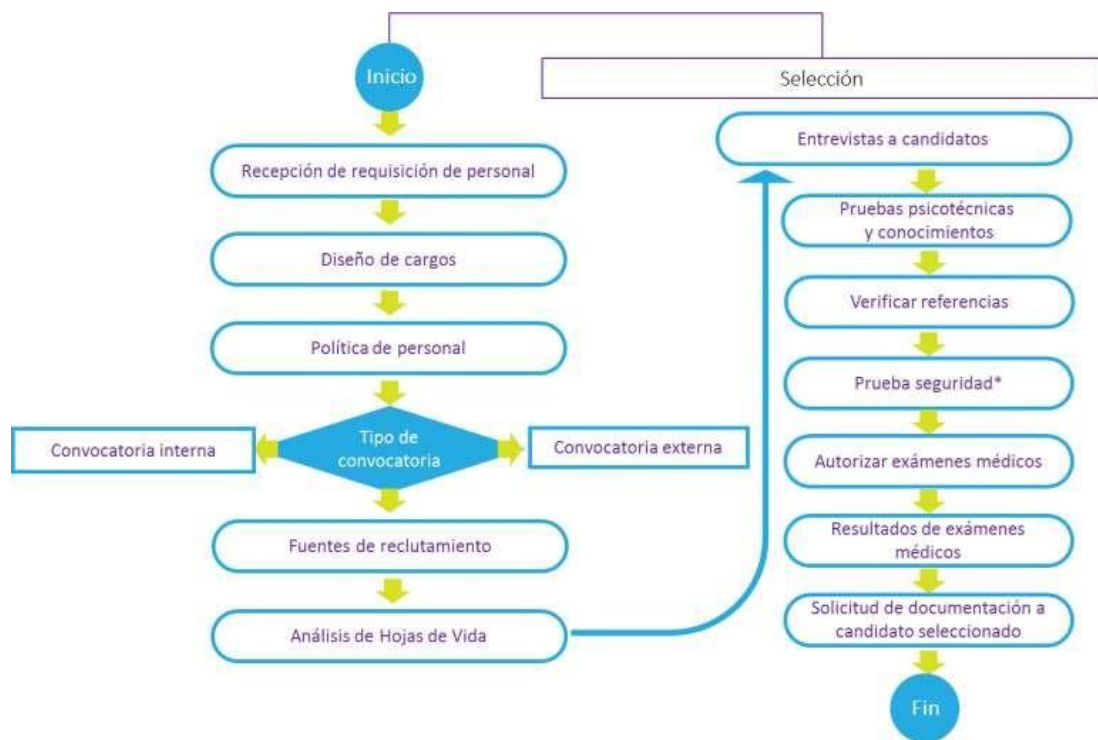 Inicio
Recepción de requisición de personal
Diseño de cargos
Política de personal
Tipo de
convocatoria
Convocatoria interna
Convocatoria externa
Fuentes de reclutamiento
Análisis de Hojas de Vida
Selección
Entrevistas a candidatos
Pruebas psicotécnicas
y conocimientos
Verificar referencias
Prueba seguridad*
Autorizar exámenes médicos
Resultados de exámenes
médicos
Solicitud de documentación a
candidato seleccionado
Fin